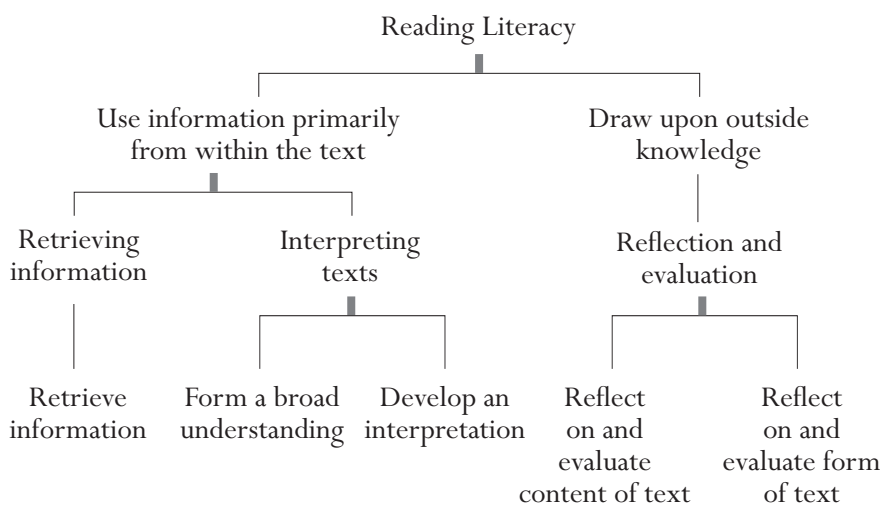 Reading Literacy
Use information primarily
from within the text
Draw upon outside
knowledge
Retrieving
information
Interpreting
texts
Reflection and
evaluation
Retrieve
information
Form a broad
understanding
Develop an
interpretation
Reflect
on and
evaluate
content of text
Reflect
on and
evaluate form
of text